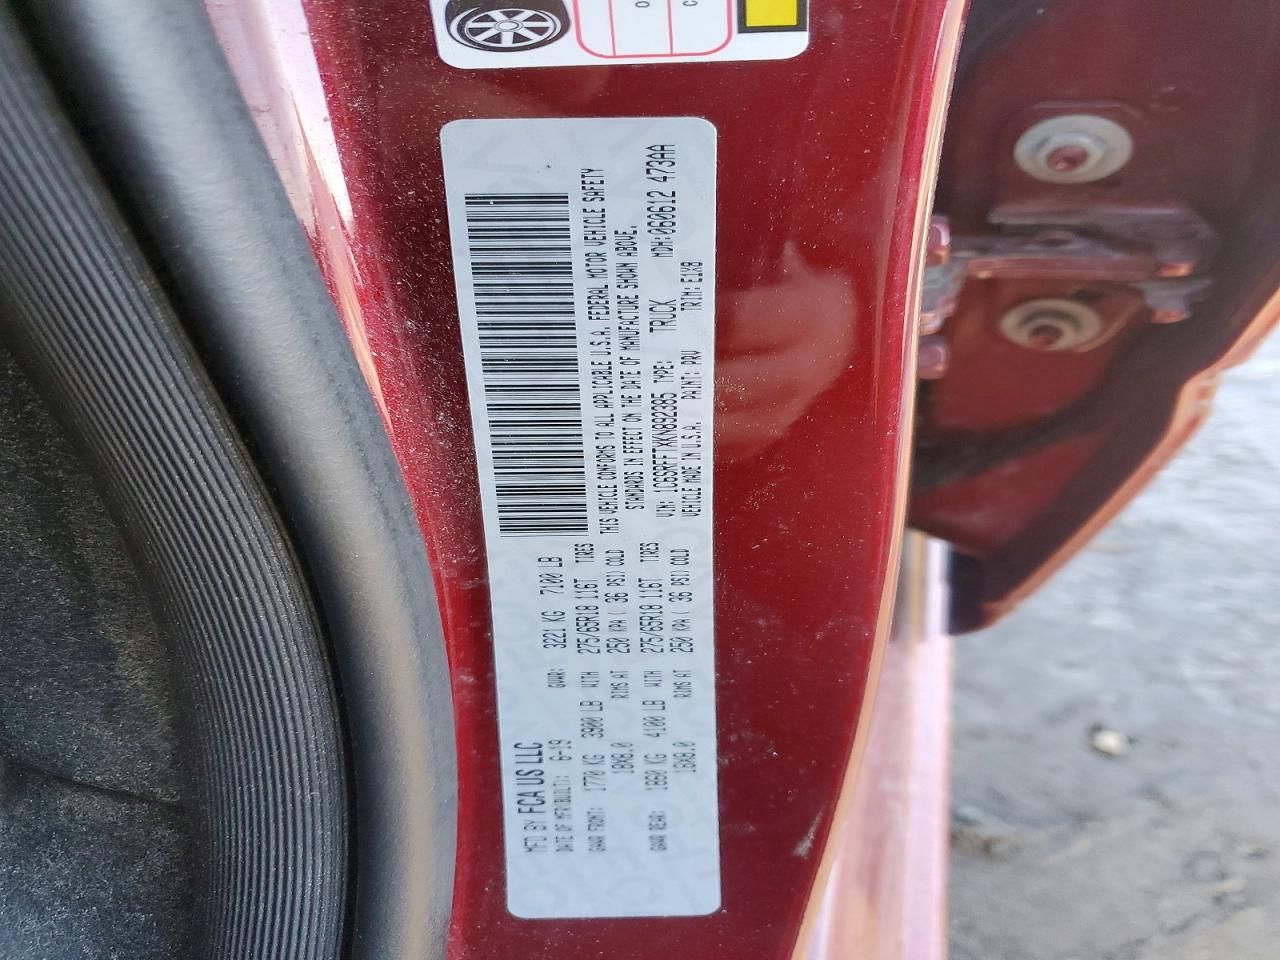 MFD BY FCA US LLC
DATE OF MFR(BUILT): 6-19 GVWR: 3221 KG 7100 LB
GAWR FRONT: 1770 KG 3900 LB WITH 275/65R18 116T TIRES
18X8.0 RIMS AT 250 KPA ( 36 PSI) COLD
GAWR REAR: 1860 KG 4100 LB WITH 275/65R18 116T TIRES
18X8.0 RIMS AT 250 KPA ( 36 PSI) COLD
THIS VEHICLE CONFORMS TO ALL APPLICABLE U.S.A. FEDERAL MOTOR VEHICLE SAFETY
STANDARDS IN EFFECT ON THE DATE OF MANUFACTURE SHOWN ABOVE.
VIN: 1C6SRFFTXKN892385 TYPE: TRUCK MDH: 060612 473AA
VEHICLE MADE IN U.S.A. PAINT: PRV TRIM: E1X8